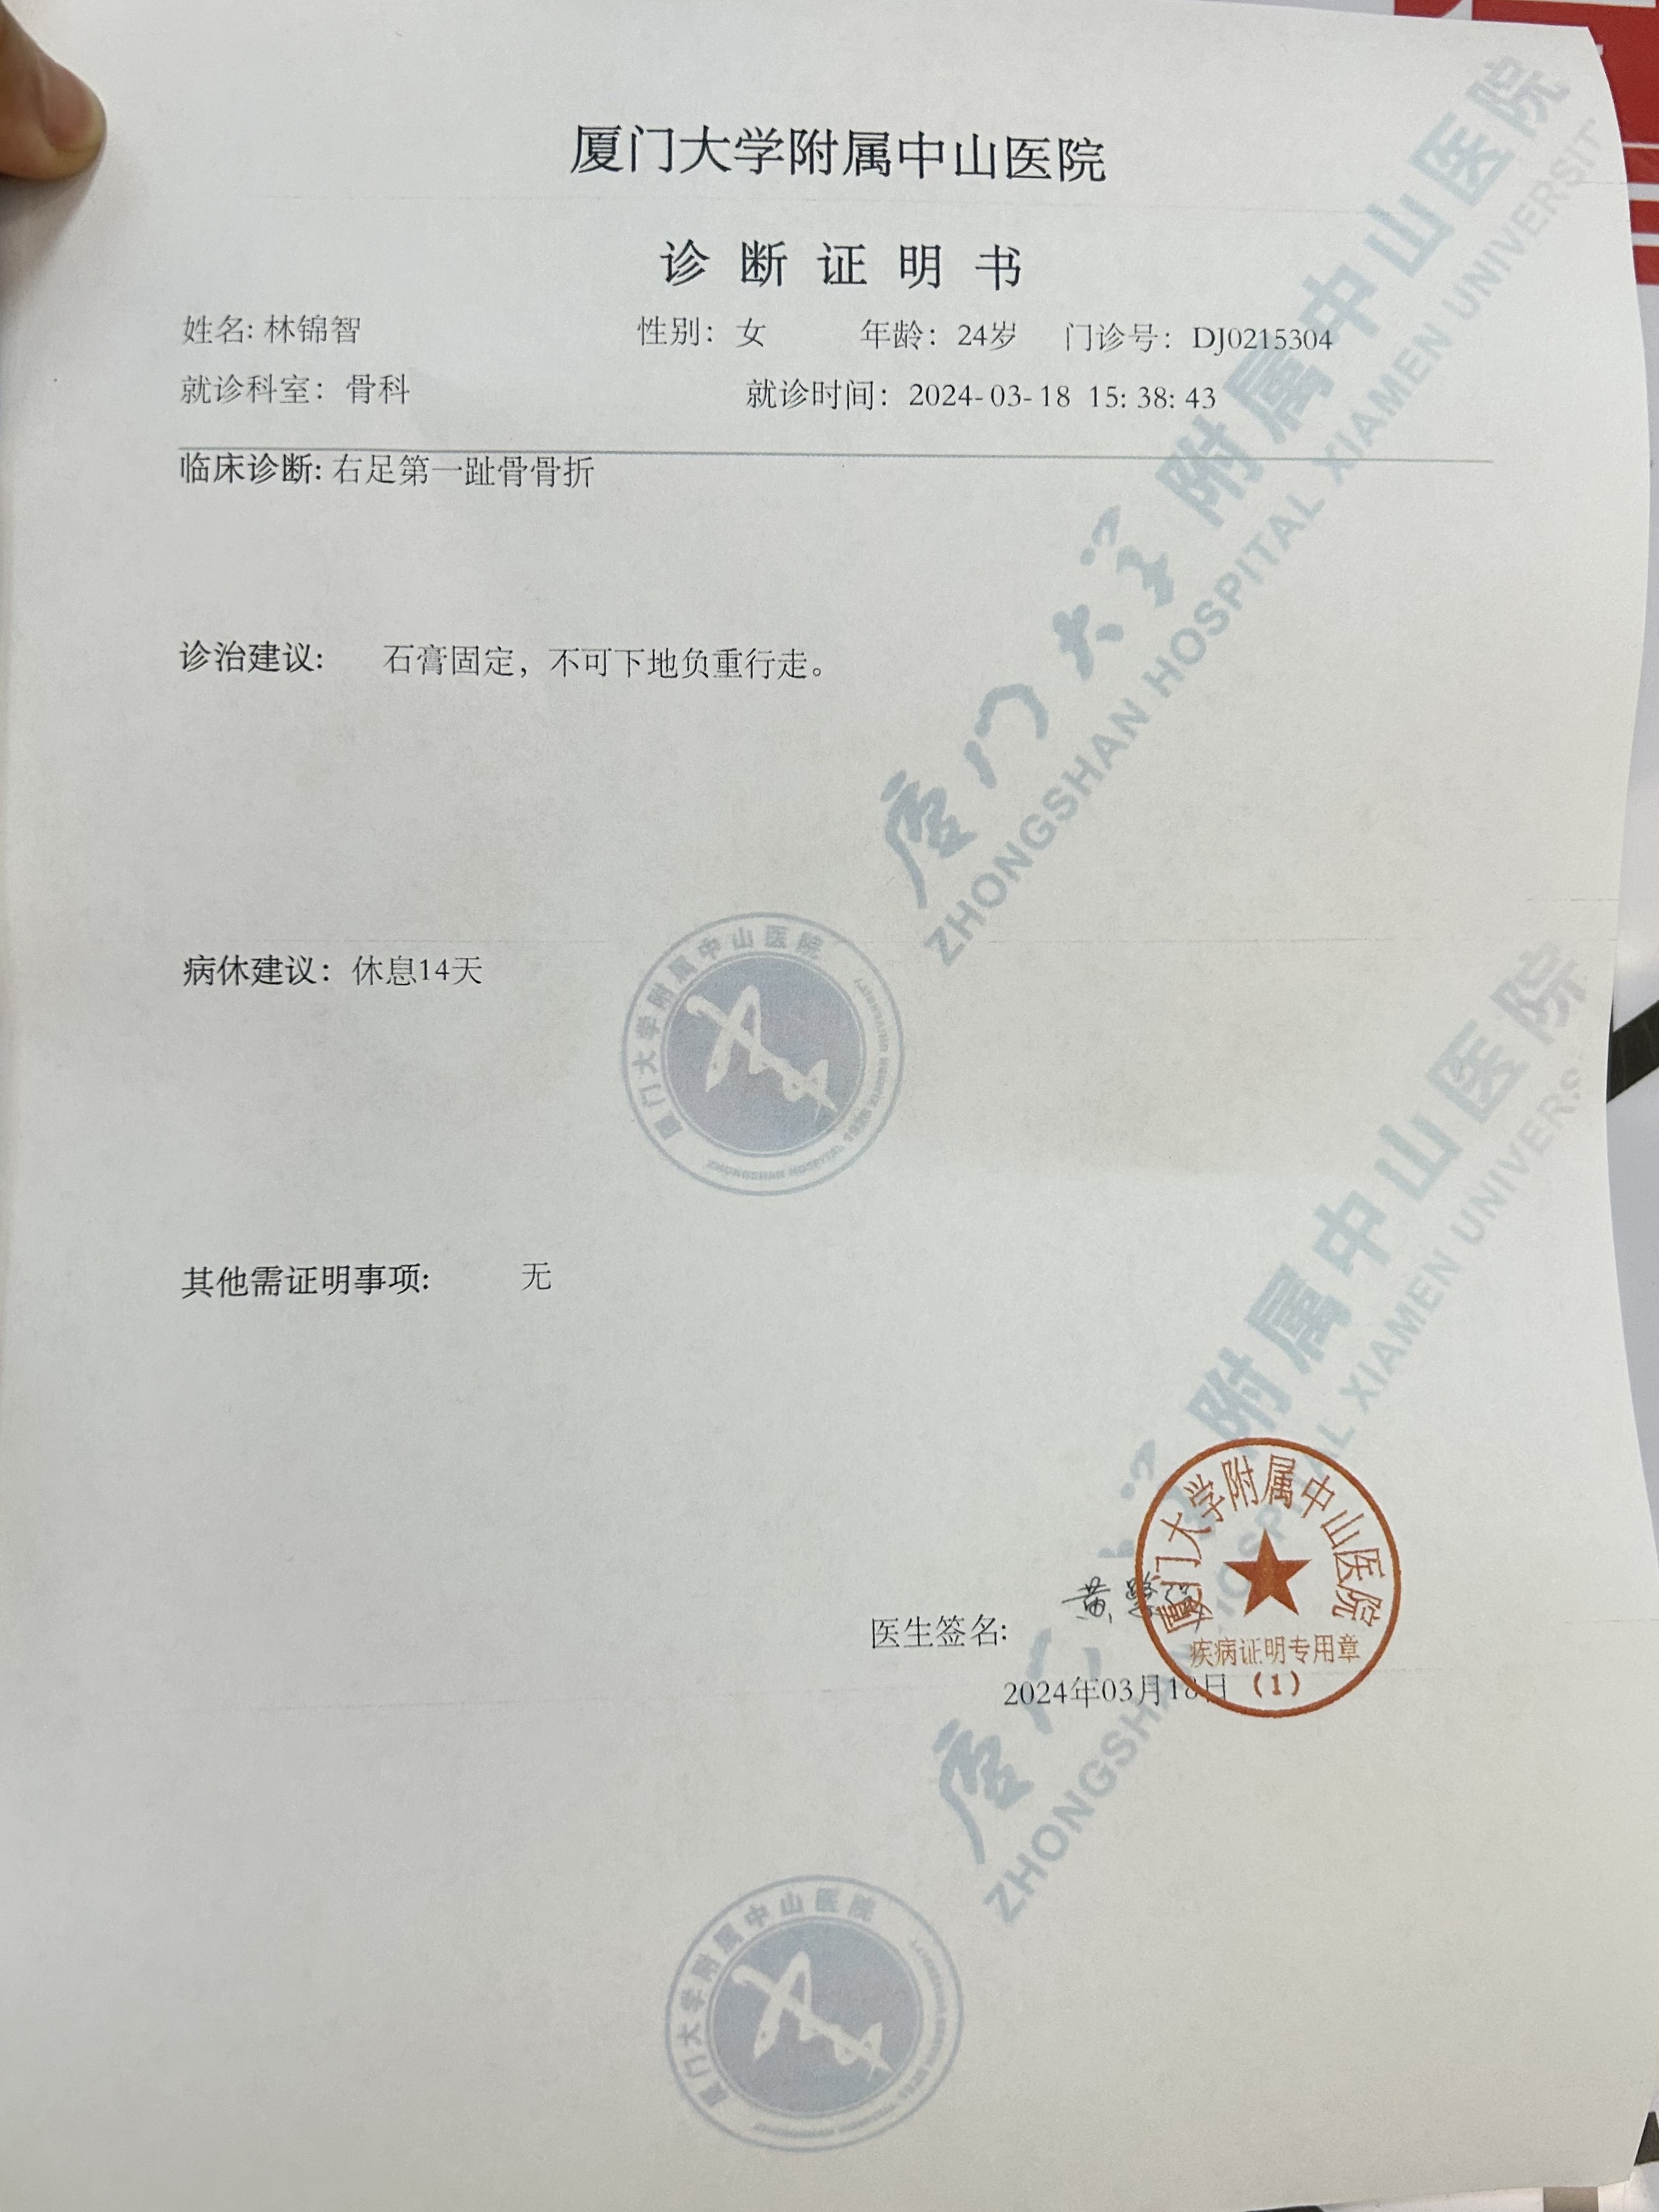 厦门大学附属中山医院
诊断证明书
姓名: 林锦智 性别: 女 年龄: 24岁 门诊号: DJ0215304
就诊科室: 骨科 就诊时间: 2024-03-18 15:38:43
临床诊断: 右足第一趾骨骨折
诊治建议: 石膏固定，不可下地负重行走。
病休建议: 休息14天
其他需证明事项: 无
医生签名: 黄
2024年03月18日
厦门大学附属中山医院
疾病证明专用章
(1)
厦门大学附属中山医院
ZHONGSHAN HOSPITAL XIAMEN UNIVERSIT
厦门大学附属中山医院
厦门 附属中山医院
ZHONGSHA HOSPITAL XIAMEN UNIVERS
厦门大学附属中山医院